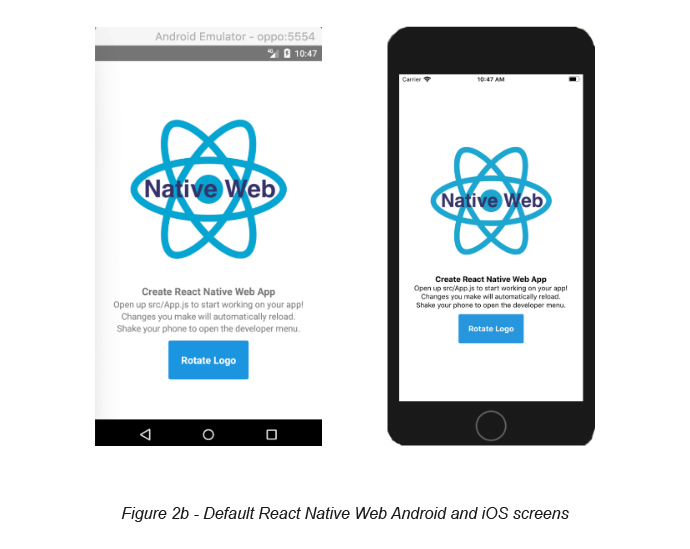 Android Emulator - oppo:5554
4G 10:47
Native Web
Create React Native Web App
Open up src/App.js to start working on your app!
Changes you make will automatically reload.
Shake your phone to open the developer menu.
Rotate Logo
Carrier 10:47 AM
Native Web
Create React Native Web App
Open up src/App.js to start working on your app!
Changes you make will automatically reload.
Shake your phone to open the developer menu.
Rotate Logo
Figure 2b - Default React Native Web Android and iOS screens